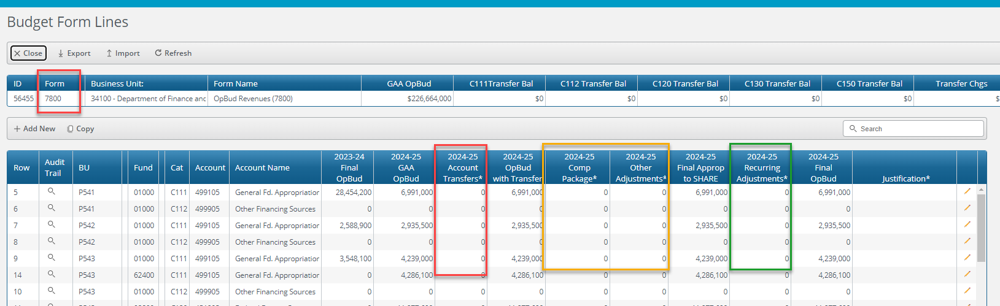 Budget Form Lines
Close Export Import Refresh
ID Form Business Unit: Form Name GAA OpBud C111Transfer Bal C112 Transfer Bal C120 Transfer Bal C130 Transfer Bal C150 Transfer Bal Transfer Chgs
56455 7800 34100 - Department of Finance and OpBud Revenues (7800) $226,664,000 $0 $0 $0 $0 $0 $
Add New Copy Search
Row Audit Trail BU Fund Cat Account Account Name 2023-24 Final OpBud 2024-25 GAA OpBud 2024-25 Account Transfers* 2024-25 OpBud with Transfer 2024-25 Comp Package* 2024-25 Other Adjustments* 2024-25 Final Approp to SHARE 2024-25 Recurring Adjustments* 2024-25 Final OpBud Justification*
5 P541 01000 C111 499105 General Fd. Appropriation 28,454,200 6,991,000 0 6,991,000 0 0 6,991,000 0 6,991,000
6 P541 01000 C112 499905 Other Financing Sources 0 0 0 0 0 0 0 0 0
7 P542 01000 C111 499105 General Fd. Appropriation 2,588,900 2,935,500 0 2,935,500 0 0 2,935,500 0 2,935,500
8 P542 01000 C112 499905 Other Financing Sources 0 0 0 0 0 0 0 0 0
9 P543 01000 C111 499105 General Fd. Appropriation 3,548,100 4,239,000 0 4,239,000 0 0 4,239,000 0 4,239,000
14 P543 62400 C111 499105 General Fd. Appropriation 0 4,286,100 0 4,286,100 0 0 4,286,100 0 4,286,100
10 P543 01000 C112 499905 Other Financing Sources 0 0 0 0 0 0 0 0 0